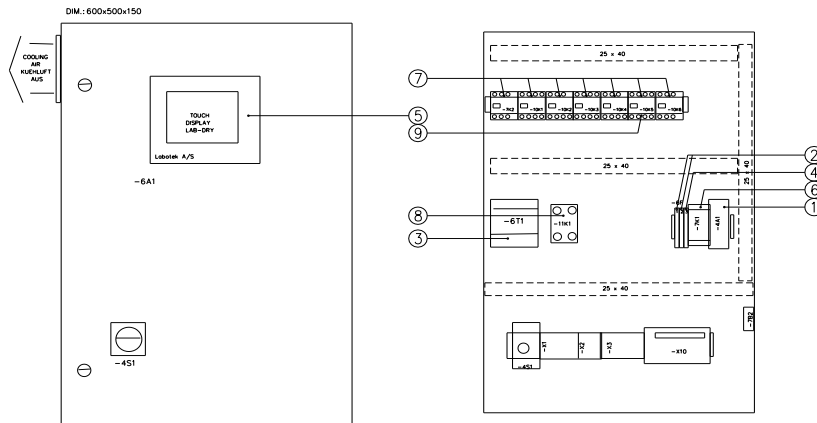 DIM.: 600x500x150
COOLING
AIR
KUEHLUFT
AUS
TOUCH
DISPLAY
LAB-DRY
Labotek A/S
-6A1
-4S1
5
25 x 40
7
-7K2
-10K1
-10K2
-10K3
-10K4
-10K5
-10K6
9
25 x 40
25 x 40
2
4
6
1
-6F
-7K1
-4A1
-6T1
-11K1
8
3
25 x 40
-7B2
-4S1
-X1
-X2
-X3
-X10